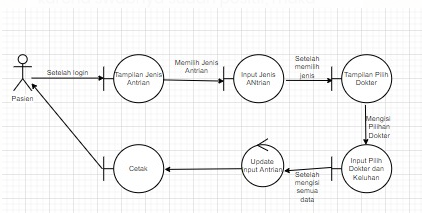 Pasien
Setelah login
Tampilan Jenis
Antrian
Memilih Jenis
Antrian
Input Jenis
ANtrian
Setelah
memilih
jenis
Tampilan Pilih
Dokter
Mengisi
Pilihan
Dokter
Input Pilih
Dokter dan
Keluhan
Setelah
mengisi
semua
data
Update
Input Antrian
Cetak